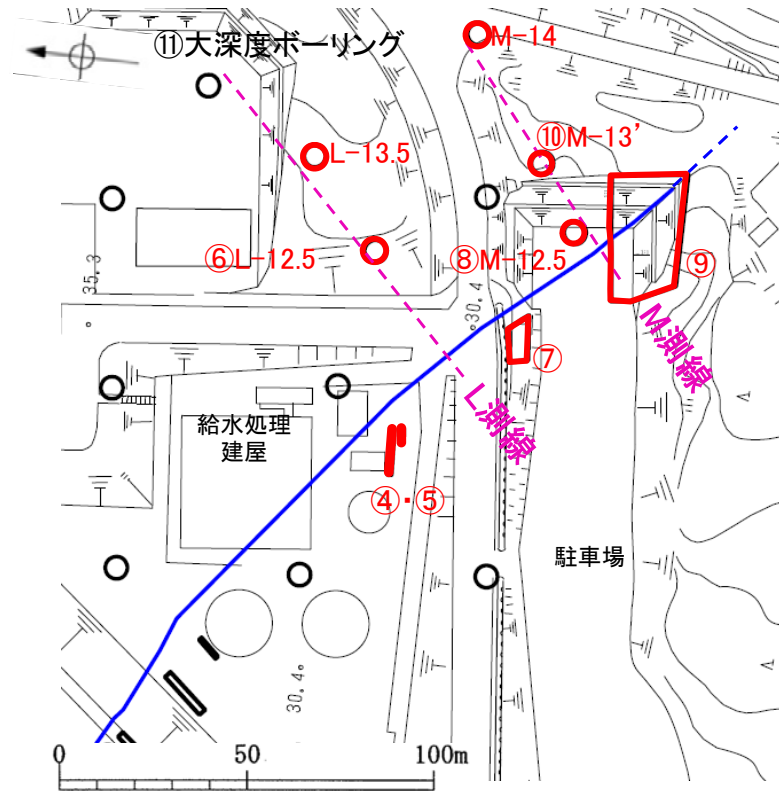 ⑪大深度ボーリング
M-14
L-13.5
⑩M-13’
⑥L-12.5
⑧M-12.5
⑨
35.3
30.4
⑦
M測線
L測線
給水処理
建屋
④・⑤
駐車場
30.4
0 50 100m